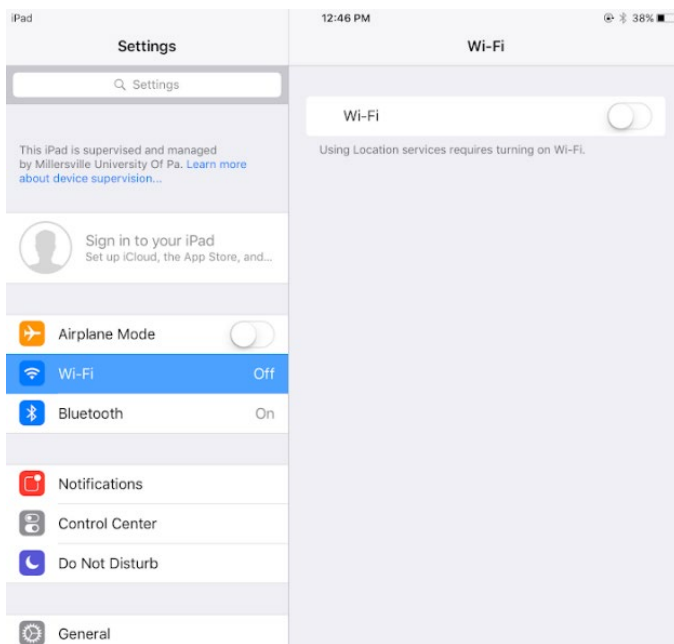 iPad
12:46 PM
38%
Settings
Wi-Fi
Settings
This iPad is supervised and managed
by Millersville University Of Pa. Learn more
about device supervision...
Sign in to your iPad
Set up iCloud, the App Store, and...
Airplane Mode
Wi-Fi Off
Bluetooth On
Notifications
Control Center
Do Not Disturb
General
Wi-Fi
Using Location services requires turning on Wi-Fi.